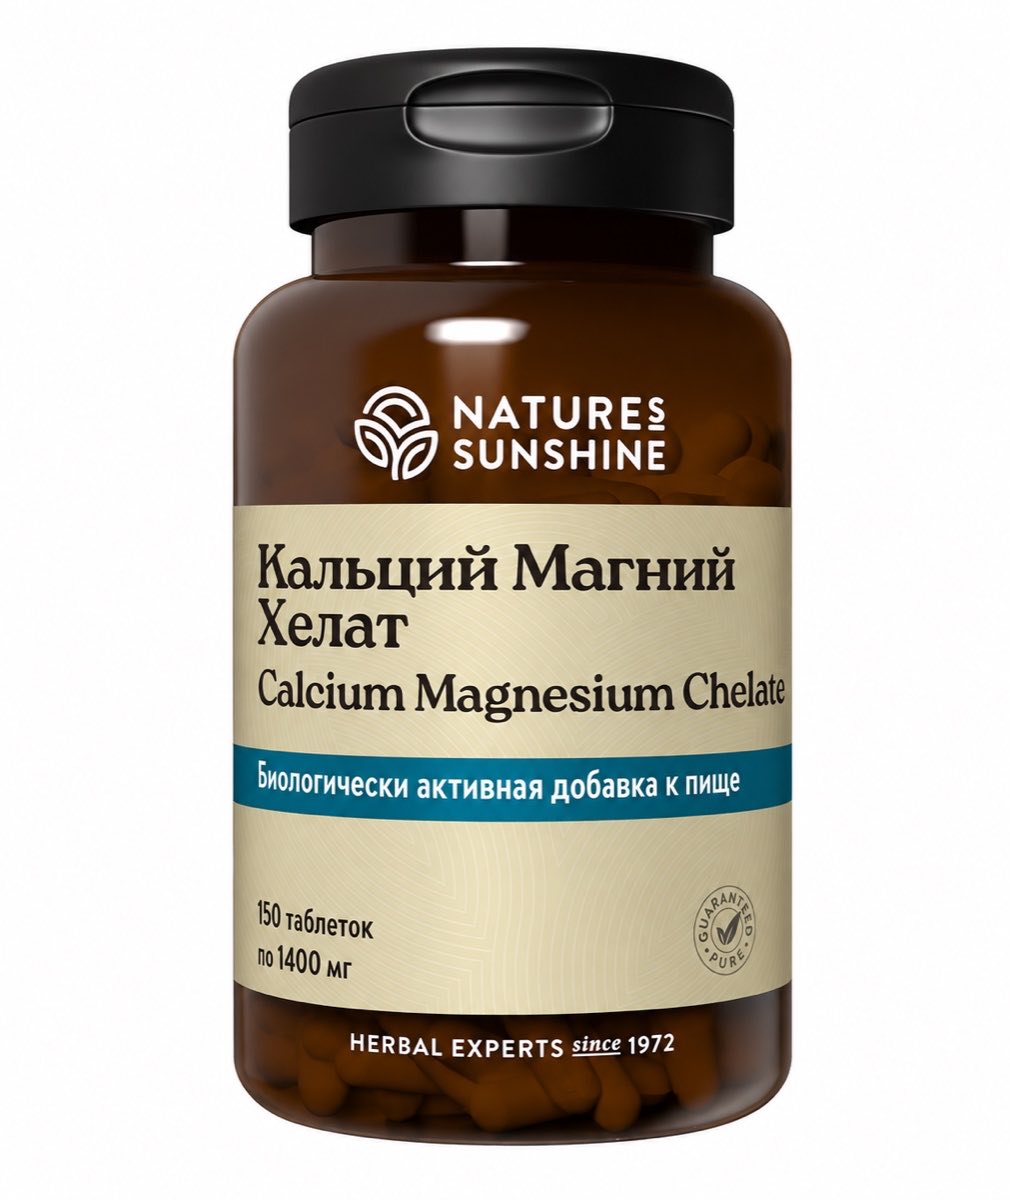 NATURES
SUNSHINE
Кальций Магний
Хелат
Calcium Magnesium Chelate
Биологически активная добавка к пище
150 таблеток
по 1400 мг
GUARANTEED
PURE
HERBAL EXPERTS since 1972